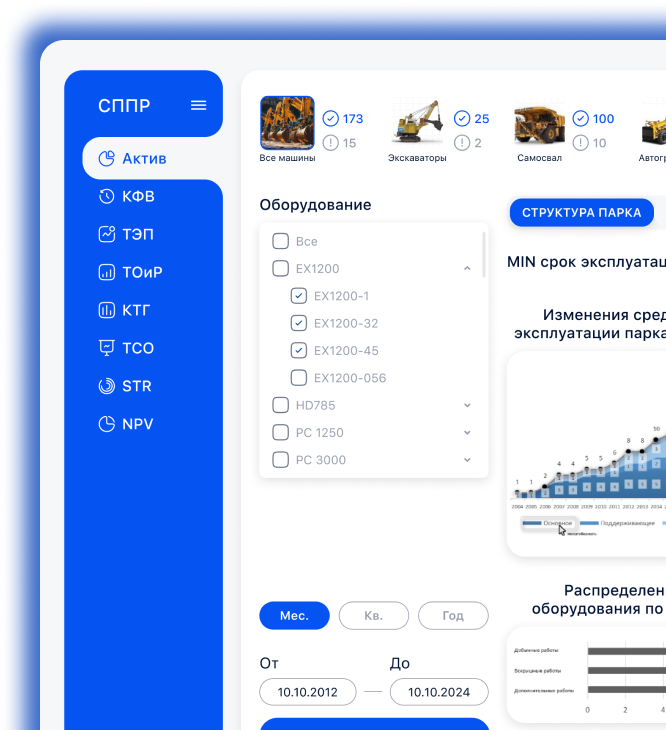 СППР
Актив
КФВ
ТЭП
ТОиР
КТГ
ТСО
STR
NPV
173
15
Все машины
25
2
Экскаваторы
100
10
Самосвал
Автогр
Оборудование
Все
EX1200
EX1200-1
EX1200-32
EX1200-45
EX1200-056
HD785
PC 1250
PC 3000
Мес.
Кв.
Год
От
До
10.10.2012
10.10.2024
СТРУКТУРА ПАРКА
MIN срок эксплуатац
Изменения сред
эксплуатации парка
1 1 2 4 4 5 5 6 8 8 10
2004 2005 2006 2007 2008 2009 2010 2011 2012 2013 2014
Основное
Поддерживающее
Распределен
оборудования по
Добычные работы
Вскрышные работы
Дополнительные работы
0 2 4